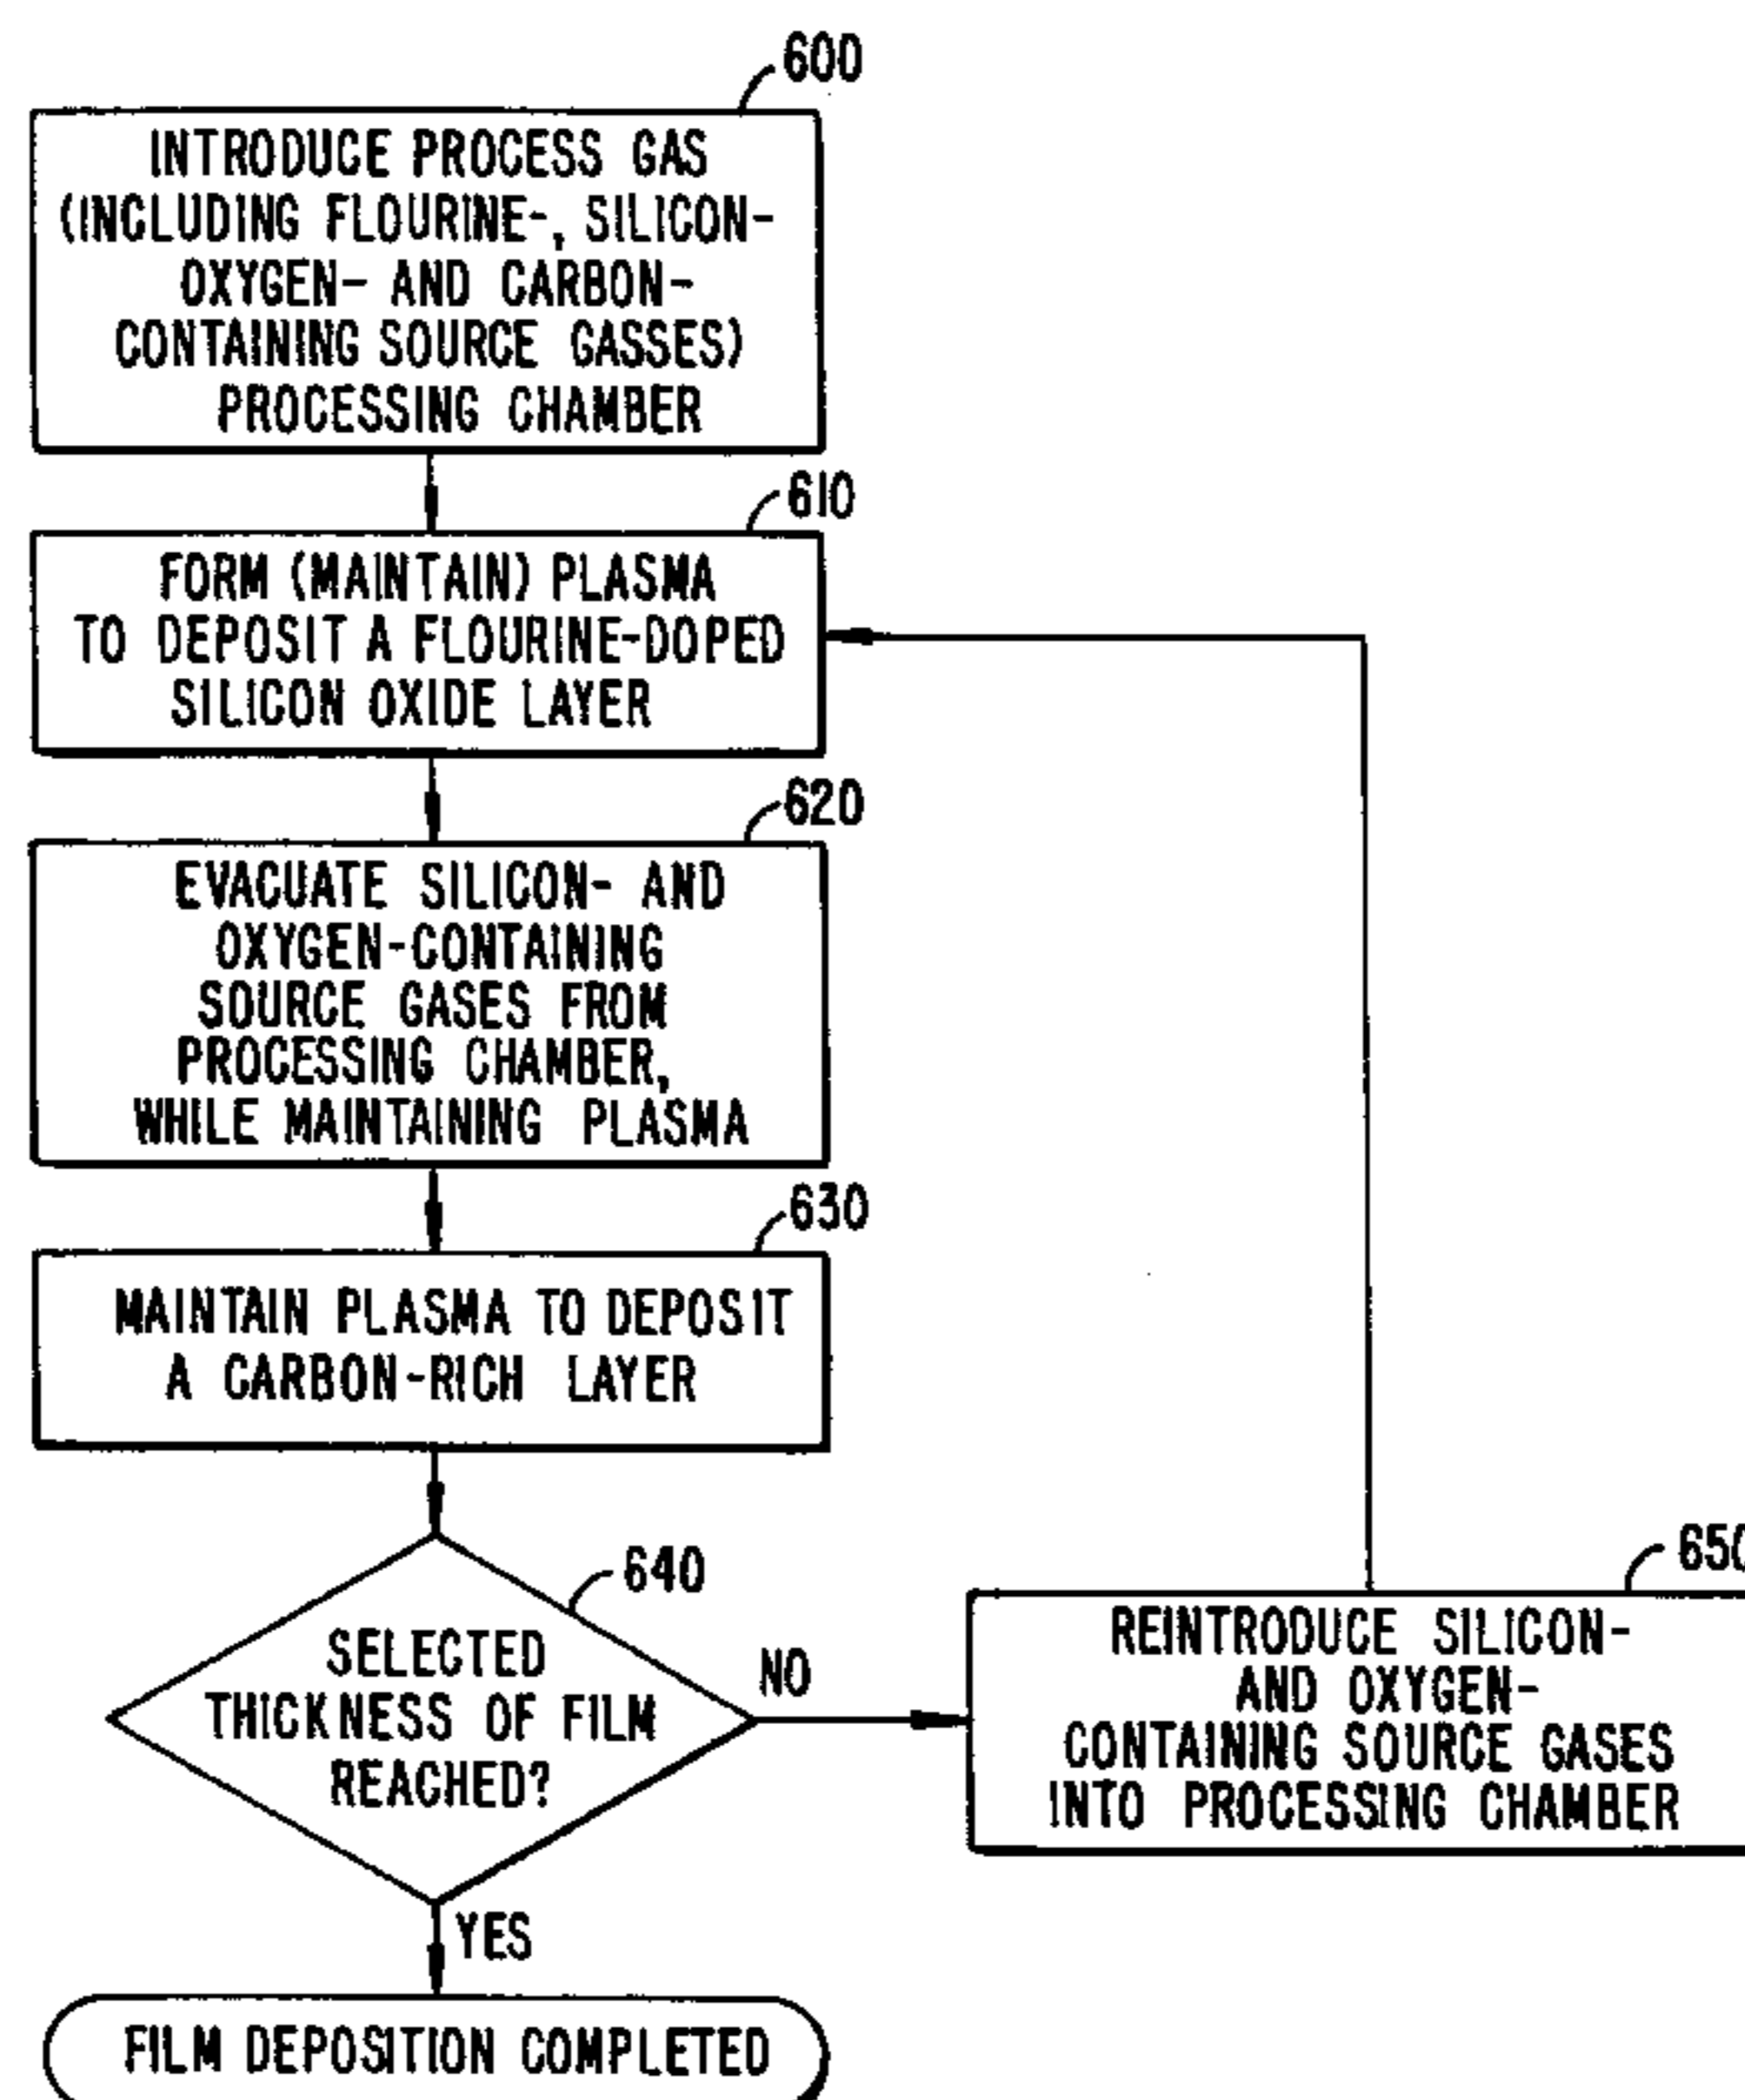 600
INTRODUCE PROCESS GAS
(INCLUDING FLOURINE-, SILICON-
OXYGEN- AND CARBON-
CONTAINING SOURCE GASSES)
PROCESSING CHAMBER
610
FORM (MAINTAIN) PLASMA
TO DEPOSIT A FLOURINE-DOPED
SILICON OXIDE LAYER
620
EVACUATE SILICON- AND
OXYGEN-CONTAINING
SOURCE GASES FROM
PROCESSING CHAMBER,
WHILE MAINTAINING PLASMA
630
MAINTAIN PLASMA TO DEPOSIT
A CARBON-RICH LAYER
640
SELECTED
THICKNESS OF FILM
REACHED?
NO
650
REINTRODUCE SILICON-
AND OXYGEN-
CONTAINING SOURCE GASES
INTO PROCESSING CHAMBER
YES
FILM DEPOSITION COMPLETED